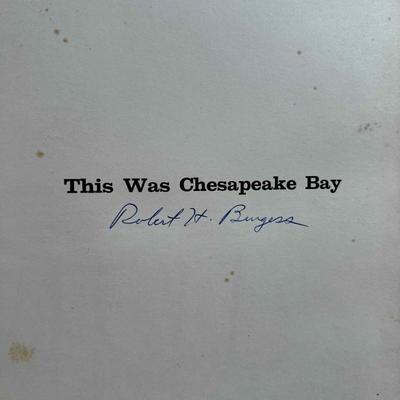 This Was Chesapeake Bay
Robert H. Burgess